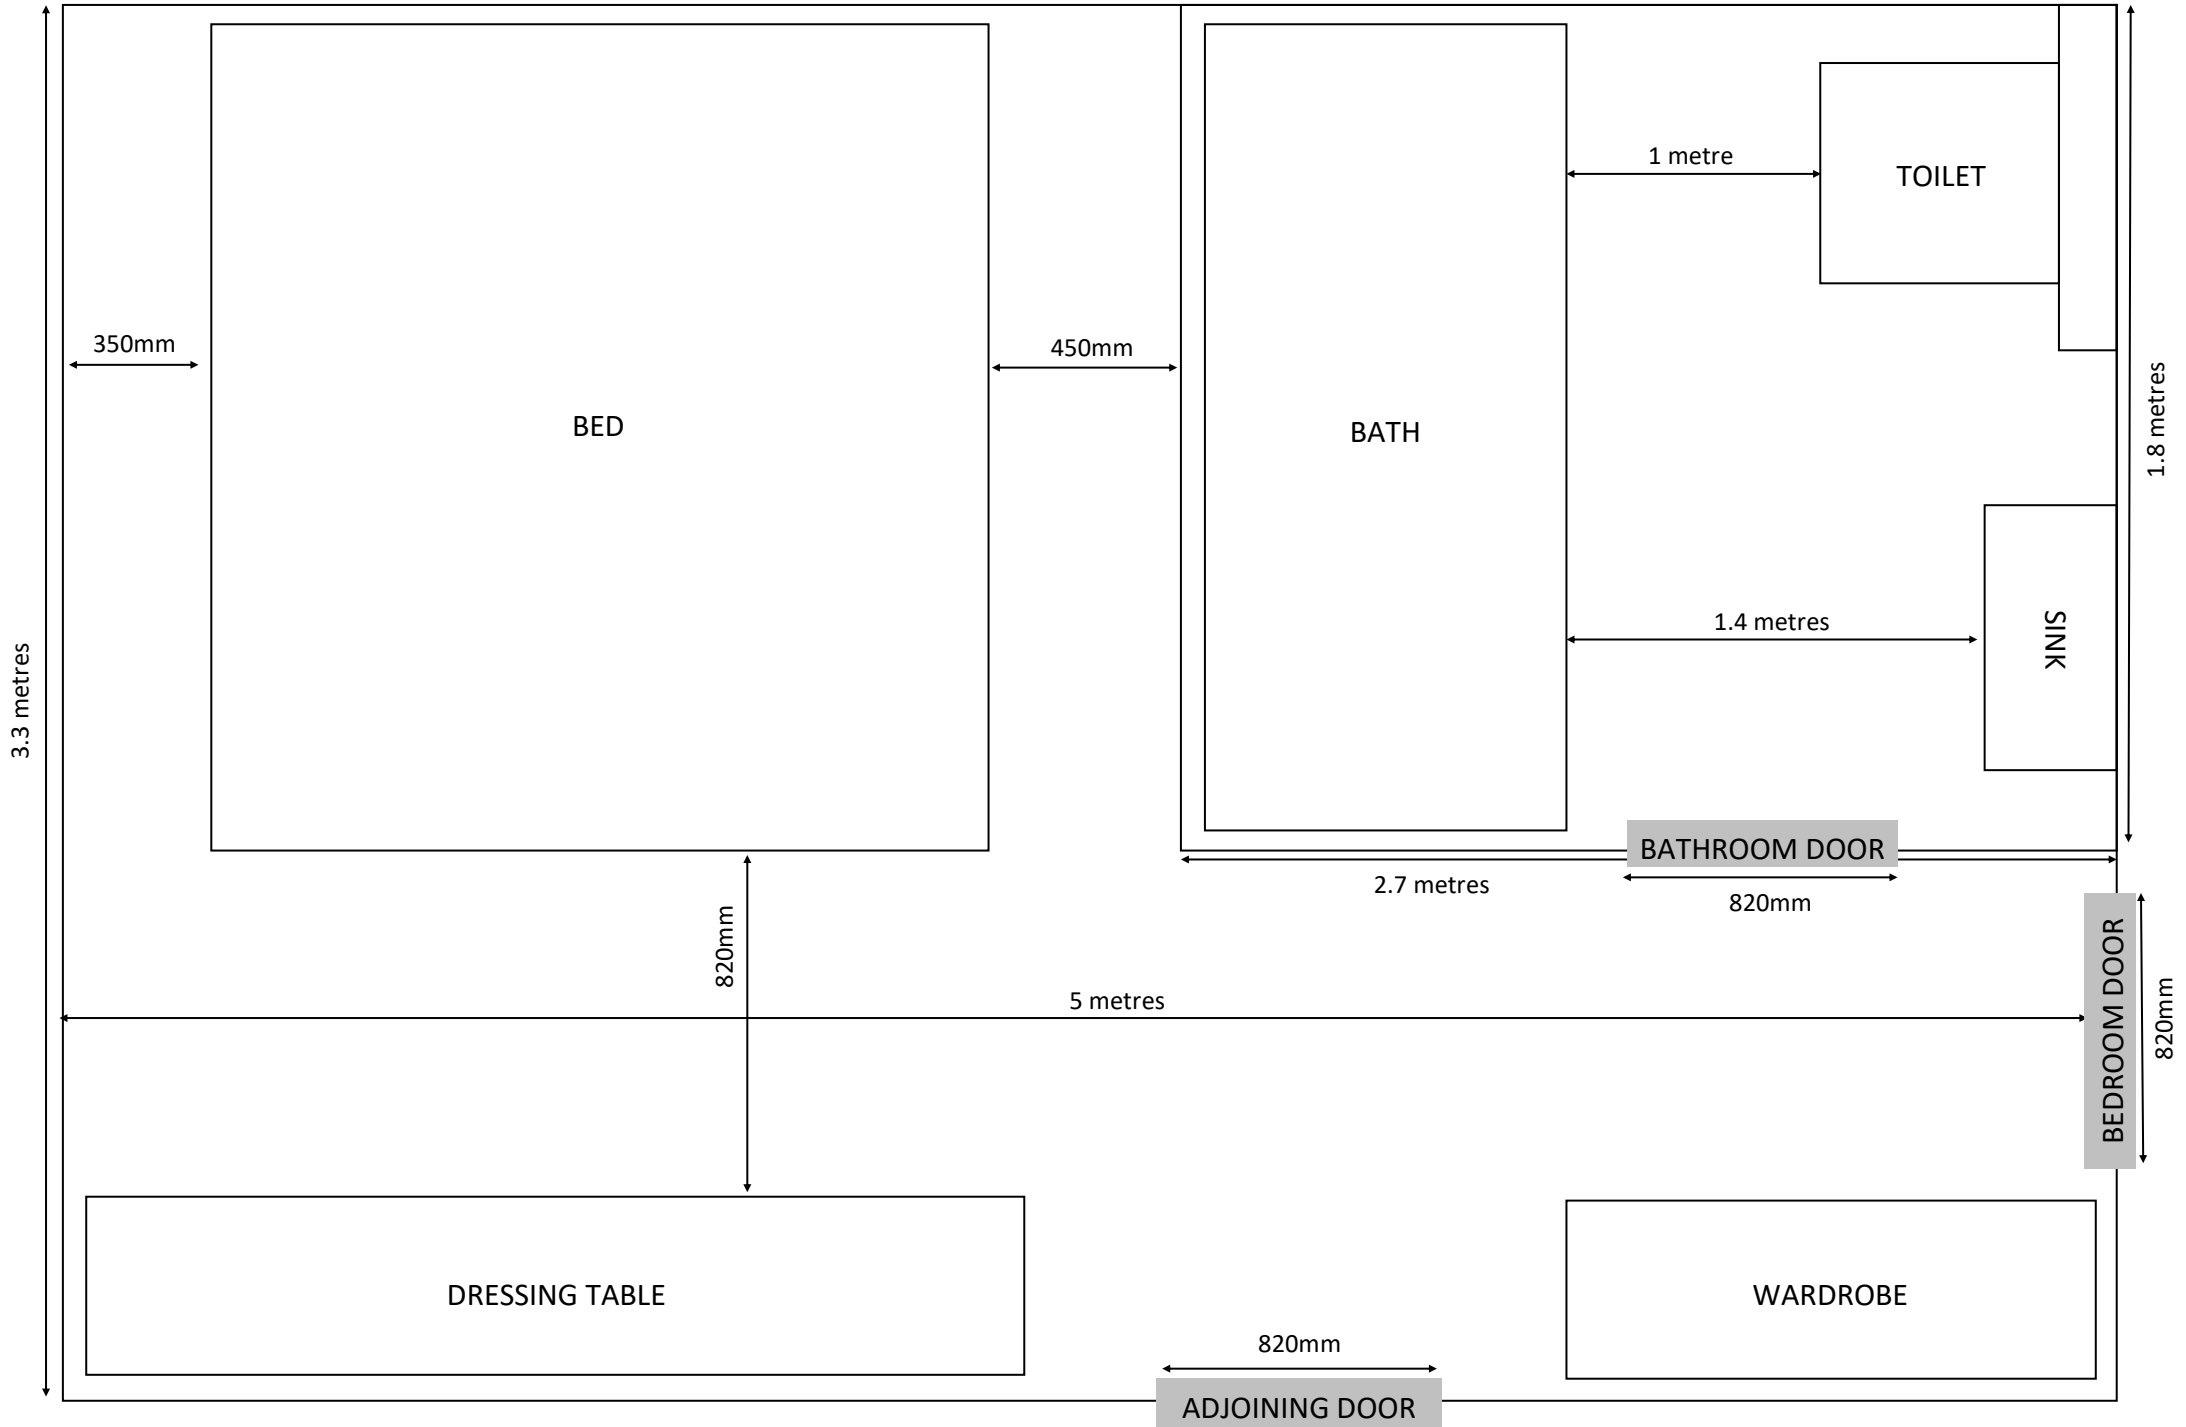 1 metre
TOILET
350mm
450mm
BED
BATH
1.8 metres
1.4 metres
SINK
3.3 metres
BATHROOM DOOR
2.7 metres
820mm
820mm
BEDROOM DOOR
820mm
5 metres
DRESSING TABLE
WARDROBE
820mm
ADJOINING DOOR